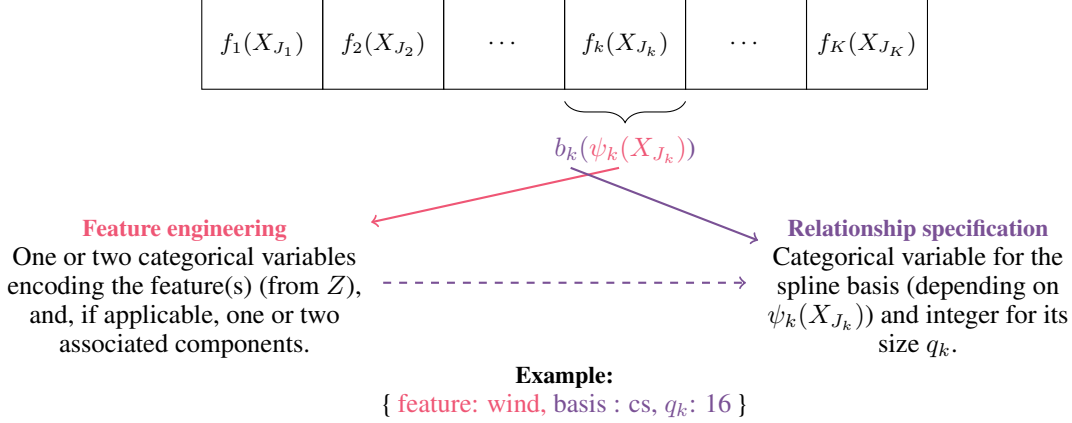 f_1(X_{J_1}) f_2(X_{J_2}) ··· f_k(X_{J_k}) ··· f_K(X_{J_K})
b_k(ψ_k(X_{J_k}))
Feature engineering
One or two categorical variables
encoding the feature(s) (from Z),
and, if applicable, one or two
associated components.
Relationship specification
Categorical variable for the
spline basis (depending on
ψ_k(X_{J_k})) and integer for its
size q_k.
Example:
{ feature: wind, basis : cs, q_k: 16 }